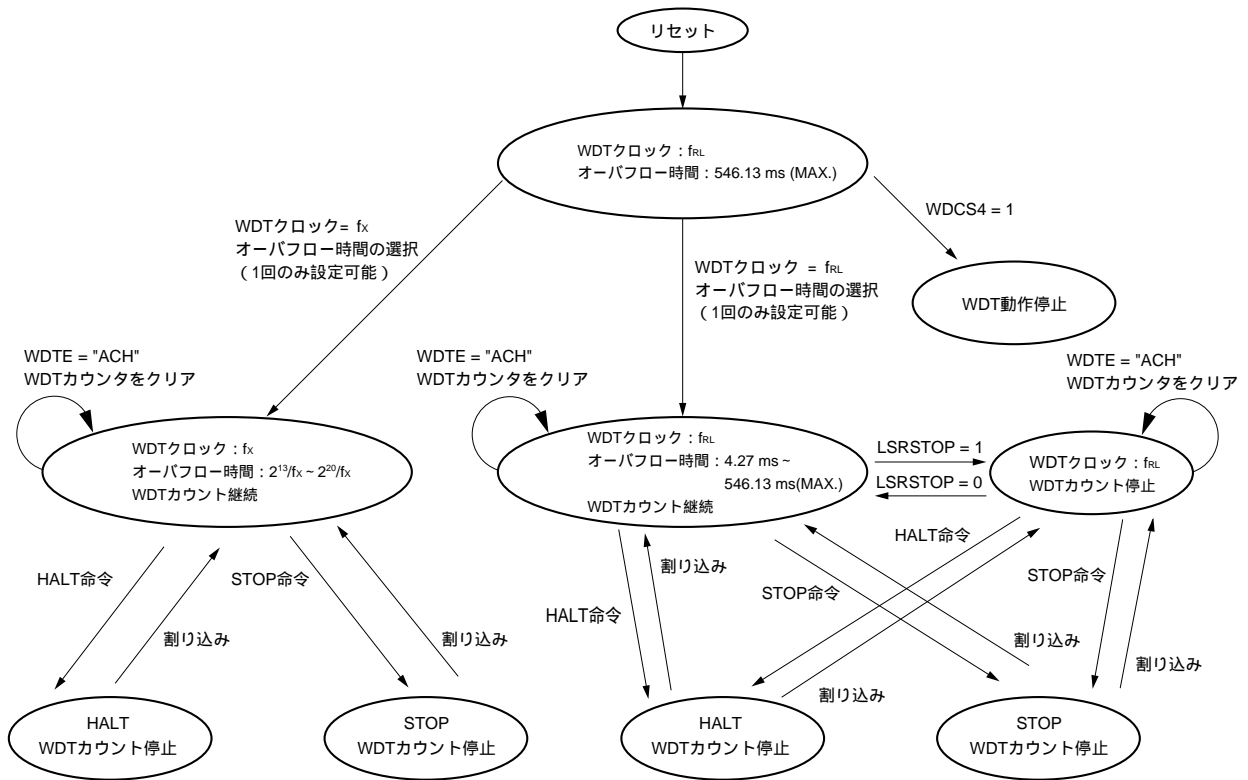 リセット
WDTクロック：fRL
オーバフロー時間：546.13 ms (MAX.)
WDCS4 = 1
WDTクロック= fX
オーバフロー時間の選択
（1回のみ設定可能）
WDTクロック = fRL
オーバフロー時間の選択
（1回のみ設定可能）
WDT動作停止
WDTE = "ACH"
WDTカウンタをクリア
WDTE = "ACH"
WDTカウンタをクリア
WDTE = "ACH"
WDTカウンタをクリア
WDTクロック：fX
オーバフロー時間：2¹³/fX ~ 2²⁰/fX
WDTカウント継続
WDTクロック：fRL
オーバフロー時間：4.27 ms ~
546.13 ms(MAX.)
WDTカウント継続
LSRSTOP = 1
LSRSTOP = 0
WDTクロック：fRL
WDTカウント停止
HALT命令
割り込み
STOP命令
割り込み
HALT命令
割り込み
STOP命令
割り込み
HALT命令
割り込み
STOP命令
割り込み
HALT
WDTカウント停止
STOP
WDTカウント停止
HALT
WDTカウント停止
STOP
WDTカウント停止